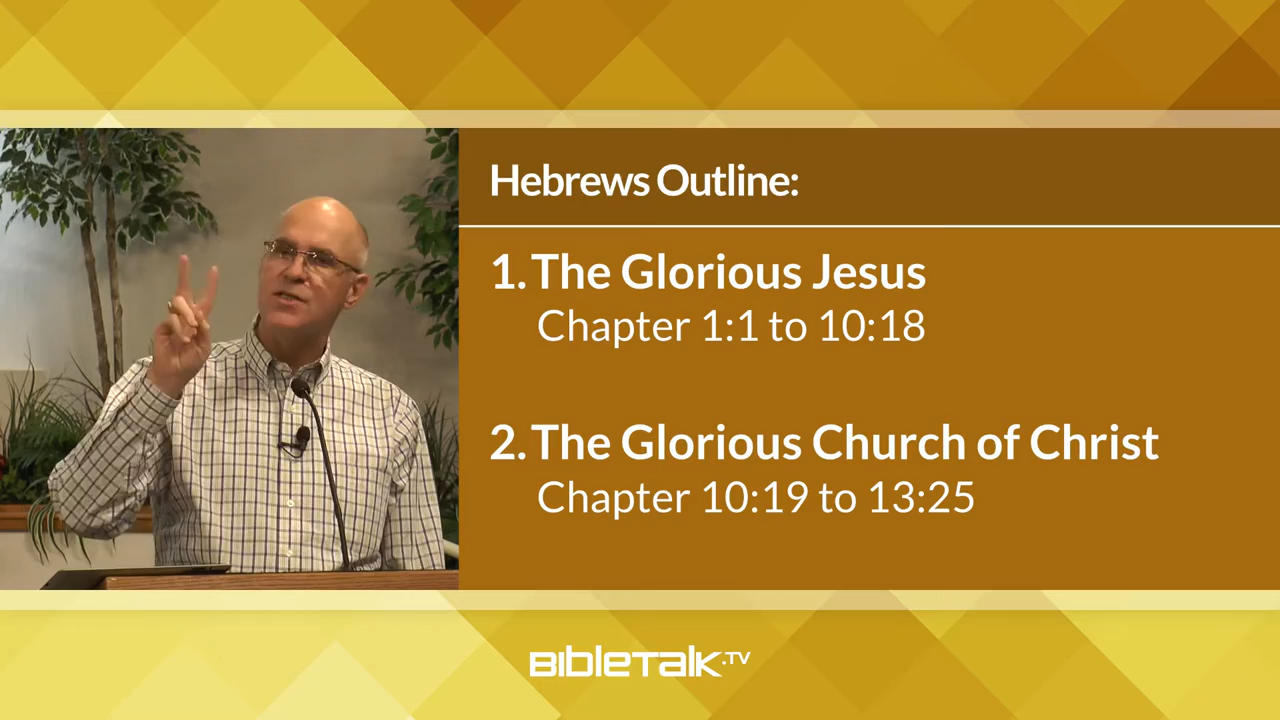 Hebrews Outline:
1. The Glorious Jesus
Chapter 1:1 to 10:18
2. The Glorious Church of Christ
Chapter 10:19 to 13:25
BIBLETALK.TV